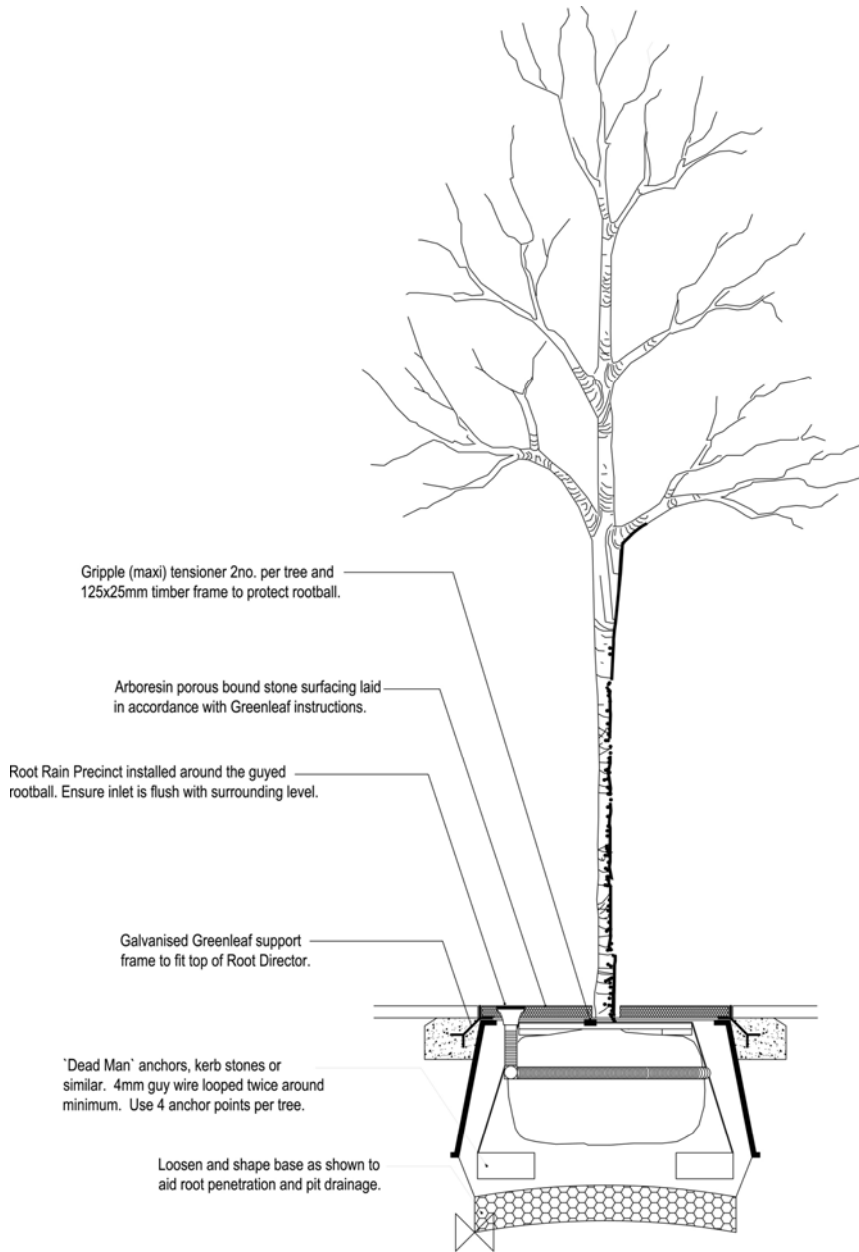 Gripple (maxi) tensioner 2no. per tree and
125x25mm timber frame to protect rootball.
Arboresin porous bound stone surfacing laid
in accordance with Greenleaf instructions.
Root Rain Precinct installed around the guyed
rootball. Ensure inlet is flush with surrounding level.
Galvanised Greenleaf support
frame to fit top of Root Director.
`Dead Man` anchors, kerb stones or
similar. 4mm guy wire looped twice around
minimum. Use 4 anchor points per tree.
Loosen and shape base as shown to
aid root penetration and pit drainage.